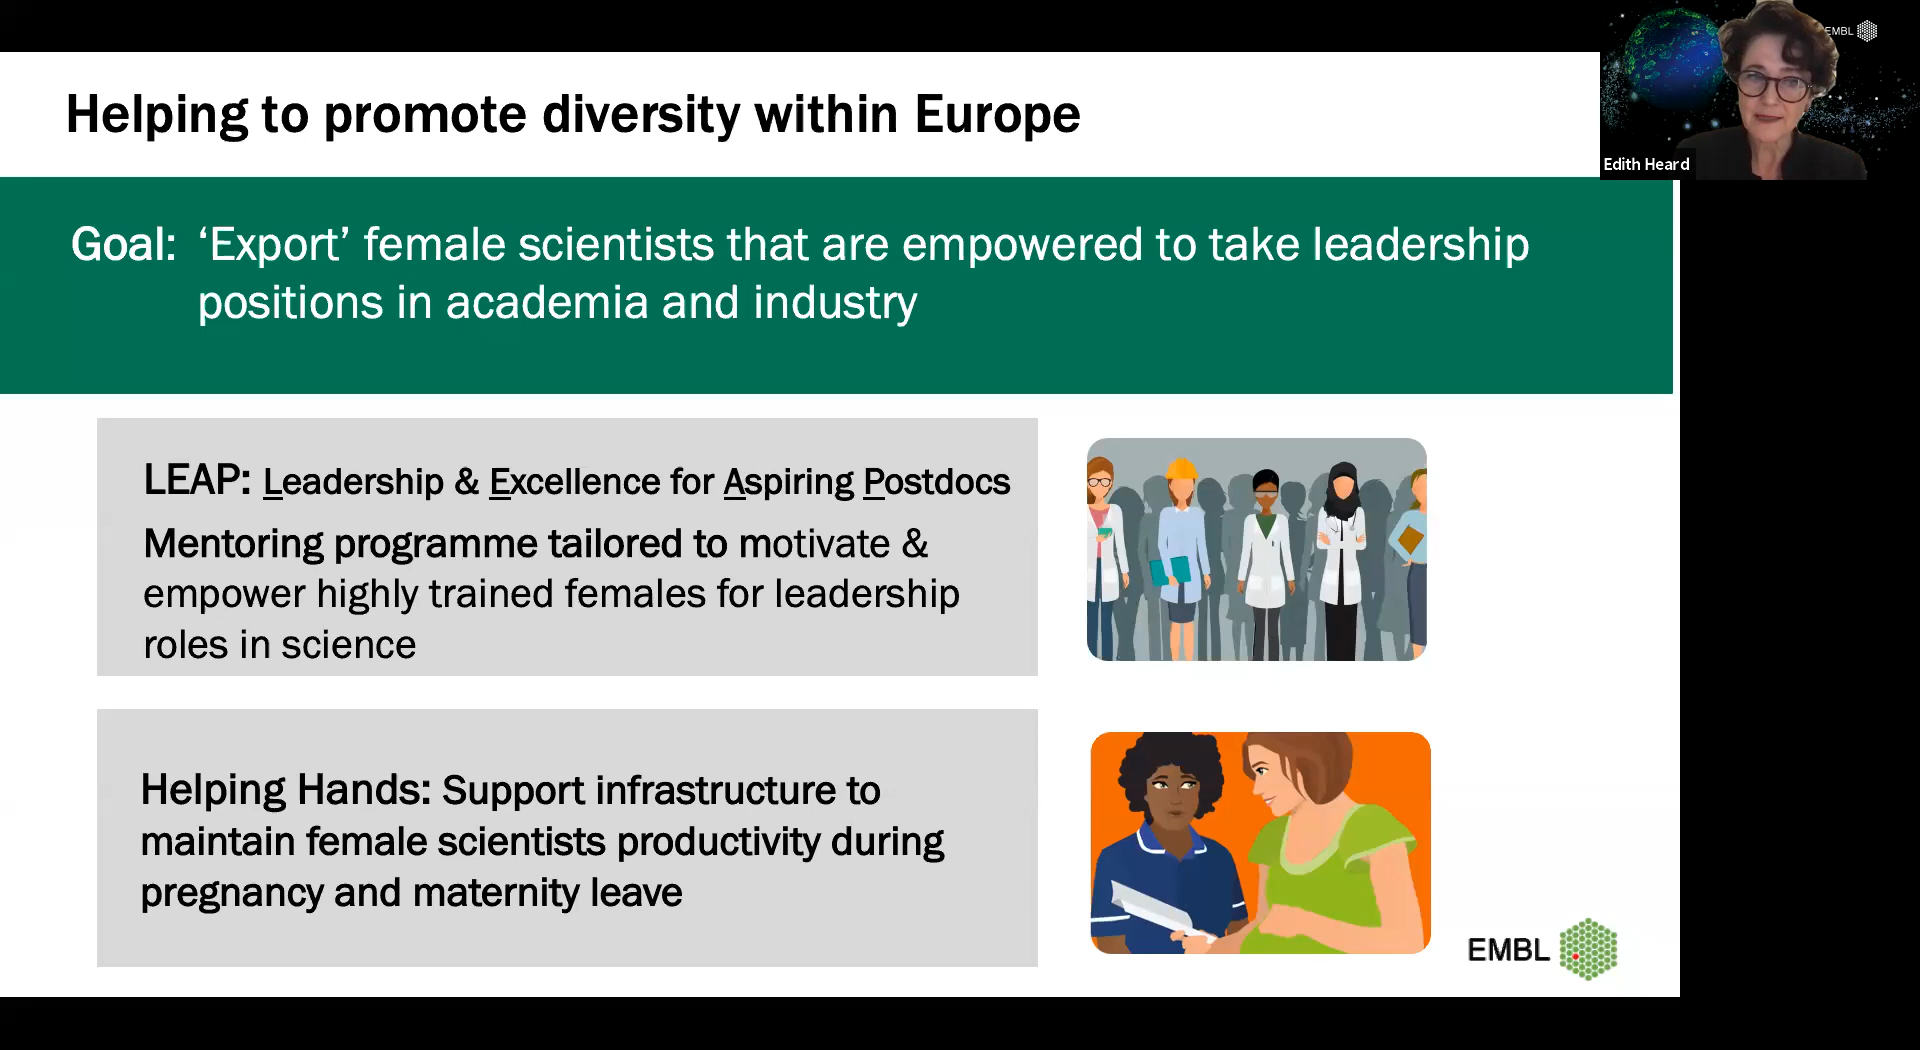 Helping to promote diversity within Europe
EMBL
Edith Heard
Goal: ‘Export’ female scientists that are empowered to take leadership
positions in academia and industry
LEAP: Leadership & Excellence for Aspiring Postdocs
Mentoring programme tailored to motivate &
empower highly trained females for leadership
roles in science
Helping Hands: Support infrastructure to
maintain female scientists productivity during
pregnancy and maternity leave
EMBL